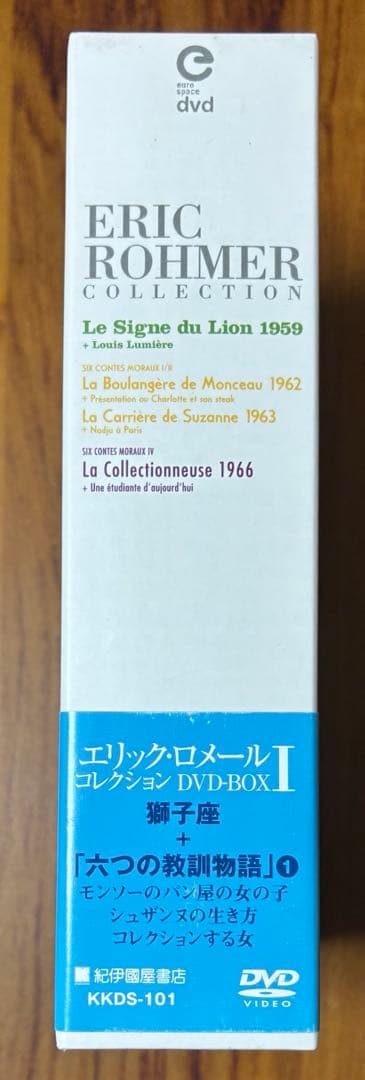 e
euro
space
dvd
ERIC
ROHMER
COLLECTION
Le Signe du Lion 1959
+ Louis Lumière
SIX CONTES MORAUX I/II
La Boulangère de Monceau 1962
+ Présentation ou Charlotte et son steak
La Carrière de Suzanne 1963
+ Nadja à Paris
SIX CONTES MORAUX IV
La Collectionneuse 1966
+ Une étudiante d'aujourd'hui
エリック・ロメール
コレクション DVD-BOX I
獅子座
+
「六つの教訓物語」❶
モンソーのパン屋の女の子
シュザンヌの生き方
コレクションする女
紀伊國屋書店
KKDS-101
DVD
VIDEO